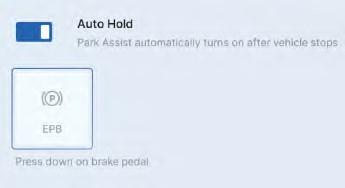 Auto Hold
Park Assist automatically turns on after vehicle stops
(P)
EPB
Press down on brake pedal